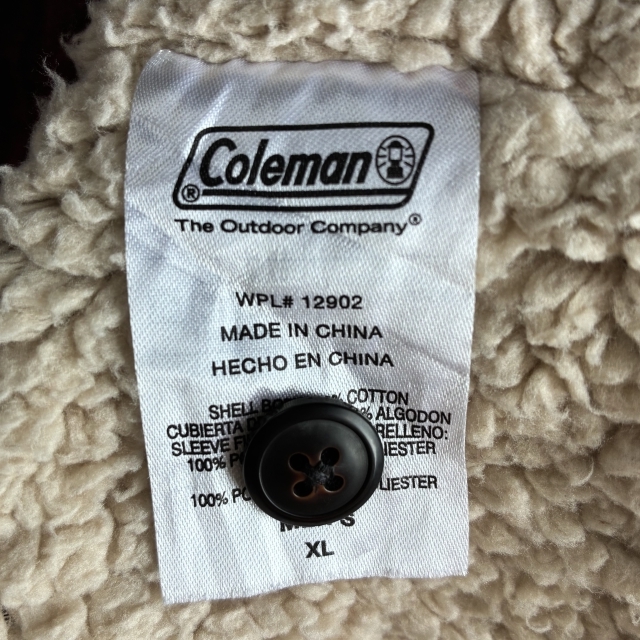 Coleman ®
The Outdoor Company®
WPL# 12902
MADE IN CHINA
HECHO EN CHINA
SHELL COTTON
CUBIERTA ALGODON
SLEEVE RELLENO:
100%
100%
XL